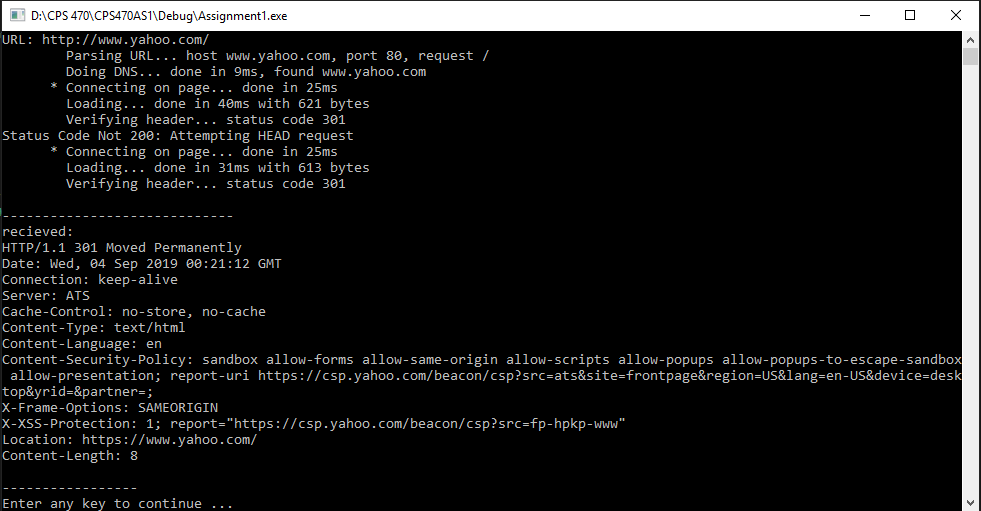 D:\CPS 470\CPS470AS1\Debug\Assignment1.exe
URL: http://www.yahoo.com/
Parsing URL... host www.yahoo.com, port 80, request /
Doing DNS... done in 9ms, found www.yahoo.com
* Connecting on page... done in 25ms
Loading... done in 40ms with 621 bytes
Verifying header... status code 301
Status Code Not 200: Attempting HEAD request
* Connecting on page... done in 25ms
Loading... done in 31ms with 613 bytes
Verifying header... status code 301
-----------------------------
recieved:
HTTP/1.1 301 Moved Permanently
Date: Wed, 04 Sep 2019 00:21:12 GMT
Connection: keep-alive
Server: ATS
Cache-Control: no-store, no-cache
Content-Type: text/html
Content-Language: en
Content-Security-Policy: sandbox allow-forms allow-same-origin allow-scripts allow-popups allow-popups-to-escape-sandbox
allow-presentation; report-uri https://csp.yahoo.com/beacon/csp?src=ats&site=frontpage&region=US&lang=en-US&device=desk
top&yrid=&partner=;
X-Frame-Options: SAMEORIGIN
X-XSS-Protection: 1; report="https://csp.yahoo.com/beacon/csp?src=fp-hpkp-www"
Location: https://www.yahoo.com/
Content-Length: 8
-----------------
Enter any key to continue ...